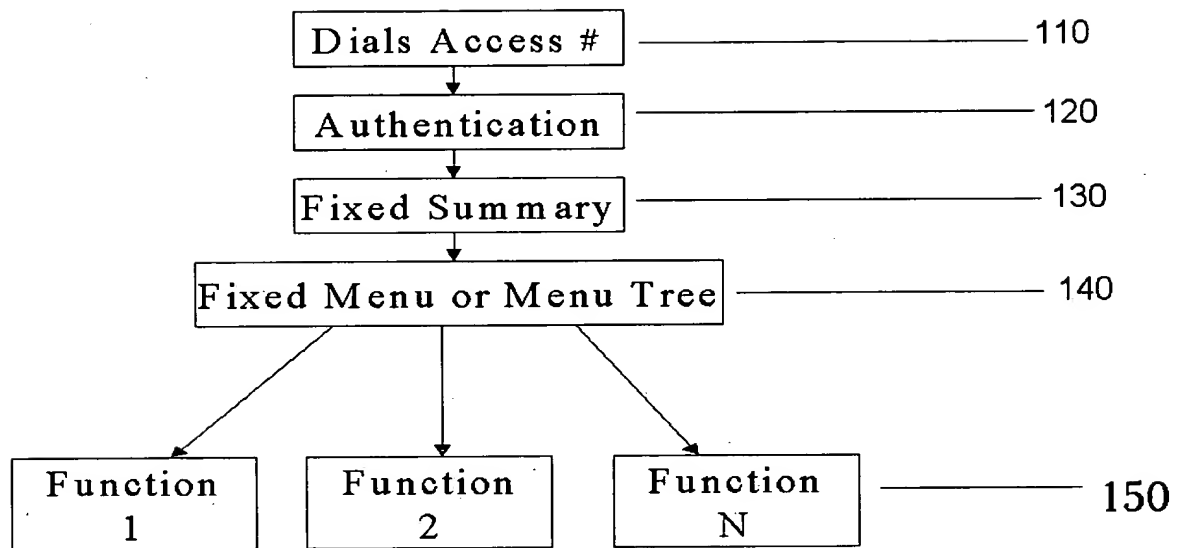 Dials Access #
110
Authentication
120
Fixed Summary
130
Fixed Menu or Menu Tree
140
Function
1
Function
2
Function
N
150